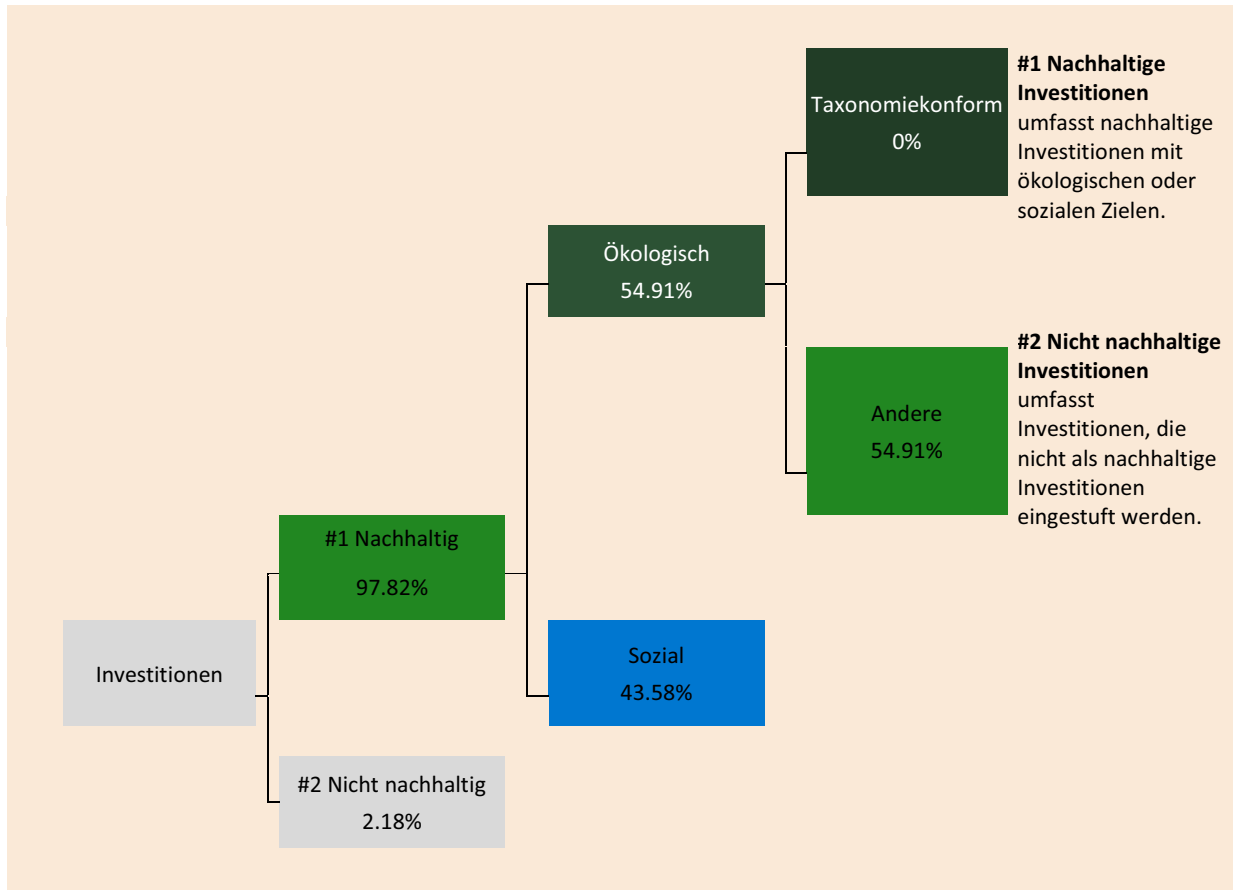 Taxonomiekonform
0%
#1 Nachhaltige
Investitionen
umfasst nachhaltige
Investitionen mit
ökologischen oder
sozialen Zielen.
Ökologisch
54.91%
#2 Nicht nachhaltige
Investitionen
umfasst
Investitionen, die
nicht als nachhaltige
Investitionen
eingestuft werden.
Andere
54.91%
#1 Nachhaltig
97.82%
Sozial
43.58%
Investitionen
#2 Nicht nachhaltig
2.18%